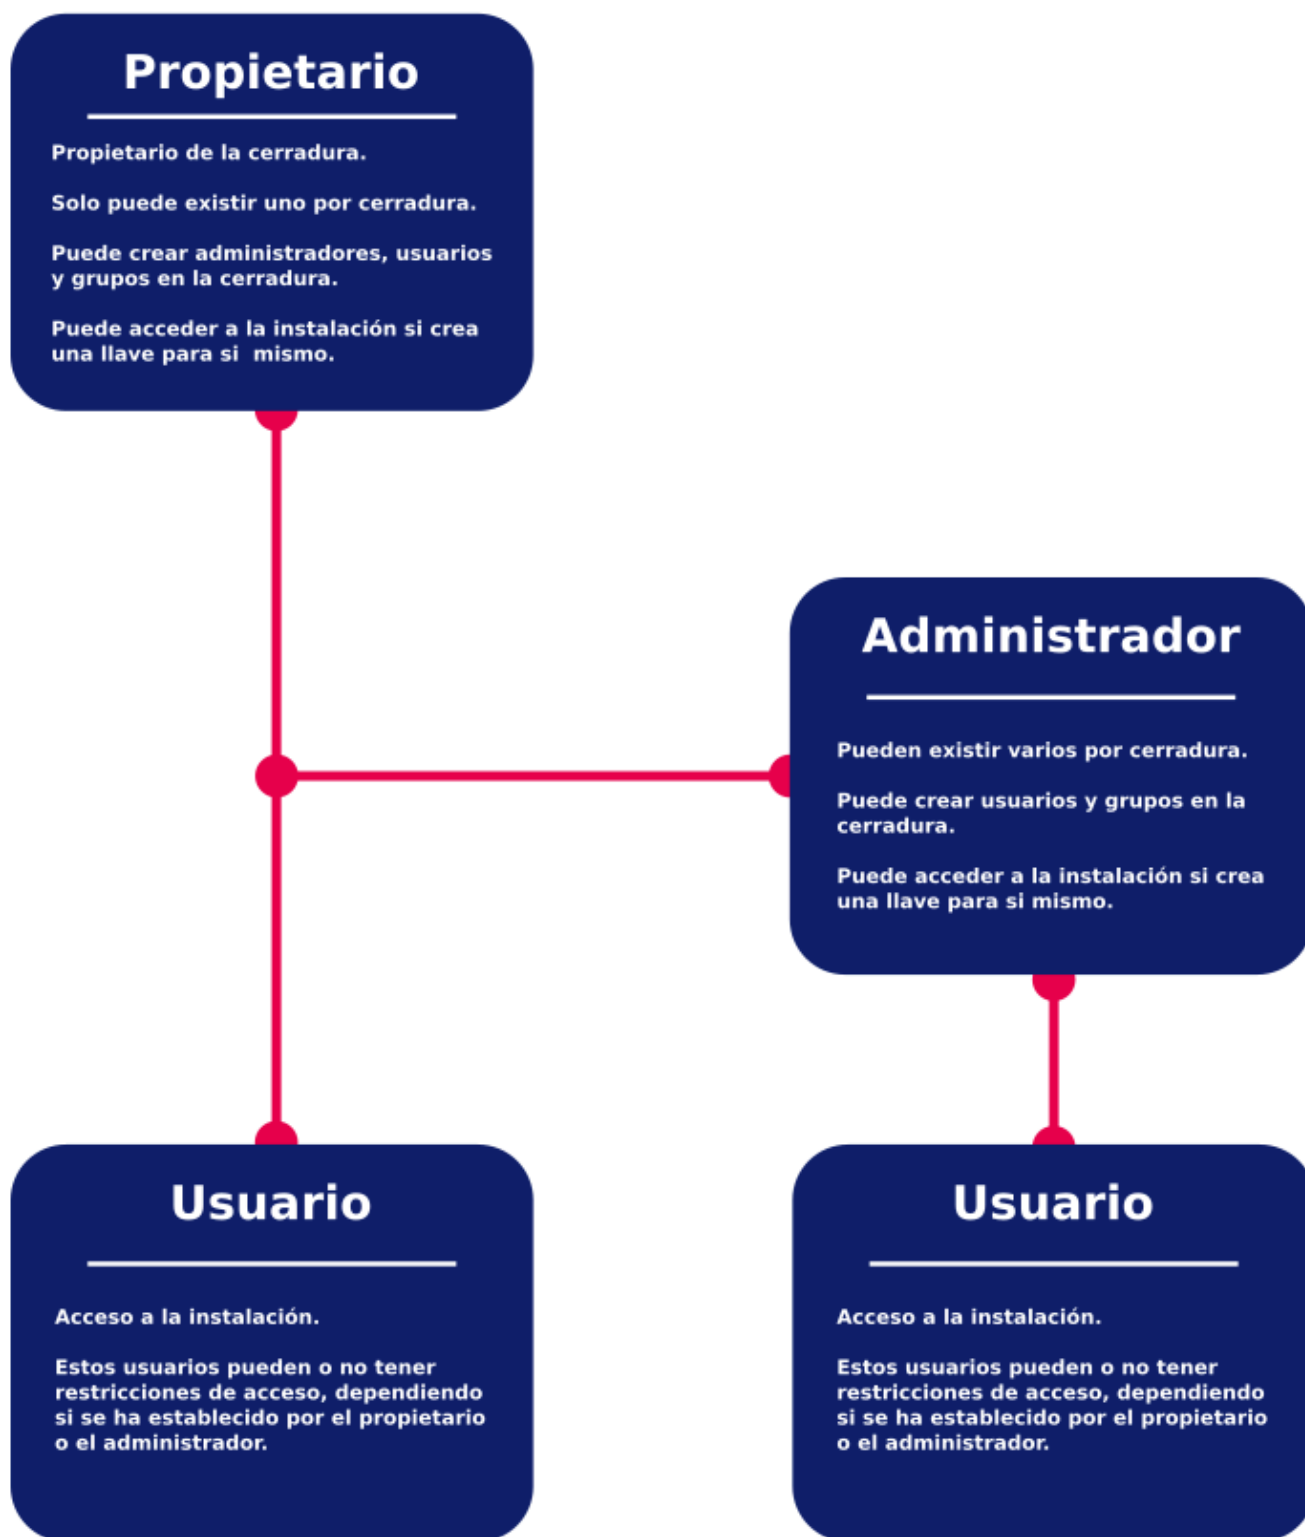 Propietario
Propietario de la cerradura.
Solo puede existir uno por cerradura.
Puede crear administradores, usuarios
y grupos en la cerradura.
Puede acceder a la instalación si crea
una llave para si  mismo.
Administrador
Pueden existir varios por cerradura.
Puede crear usuarios y grupos en la
cerradura.
Puede acceder a la instalación si crea
una llave para si mismo.
Usuario
Acceso a la instalación.
Estos usuarios pueden o no tener
restricciones de acceso, dependiendo
si se ha establecido por el propietario
o el administrador.
Usuario
Acceso a la instalación.
Estos usuarios pueden o no tener
restricciones de acceso, dependiendo
si se ha establecido por el propietario
o el administrador.